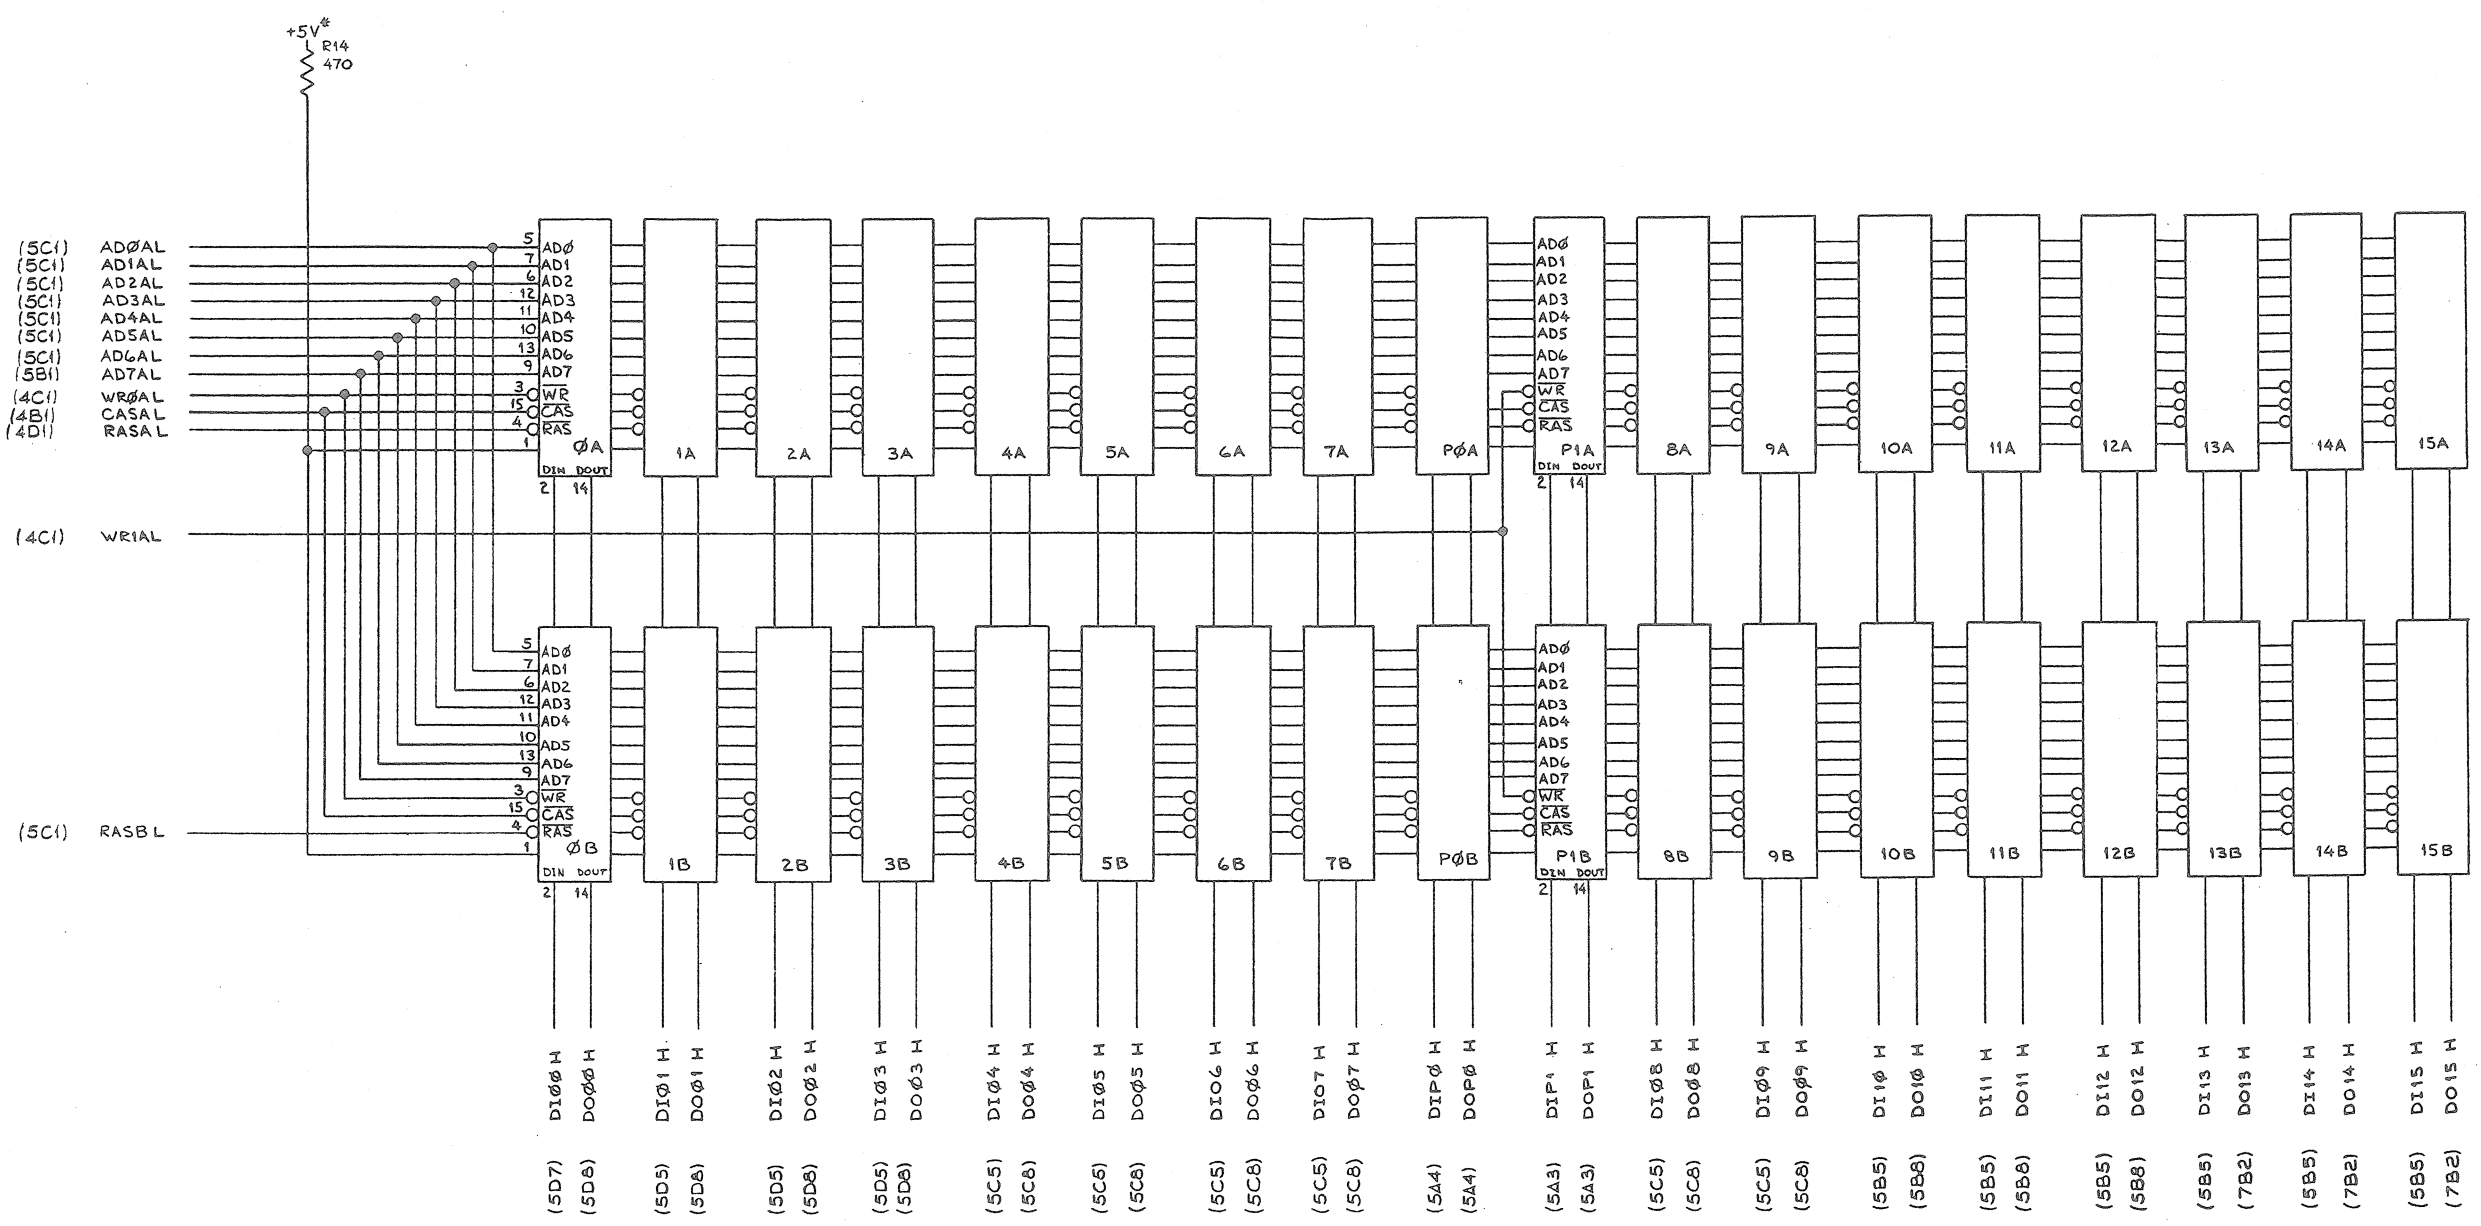 +5V*
R14
470
(5C1) ADØAL
(5C1) AD1AL
(5C1) AD2AL
(5C1) AD3AL
(5C1) AD4AL
(5C1) AD5AL
(5C1) AD6AL
(5B1) AD7AL
(4C1) WRØAL
(4B1) CASAL
(4D1) RASAL
5 ADØ
7 AD1
6 AD2
12 AD3
11 AD4
10 AD5
13 AD6
9 AD7
3 WR
15 CAS
4 RAS
1
ØA
DIN DOUT
2 14
1A
2A
3A
4A
5A
6A
7A
PØA
ADØ
AD1
AD2
AD3
AD4
AD5
AD6
AD7
WR
CAS
RAS
P1A
DIN DOUT
2 14
8A
9A
10A
11A
12A
13A
14A
15A
(4C1) WR1AL
5 ADØ
7 AD1
6 AD2
12 AD3
11 AD4
10 AD5
13 AD6
9 AD7
3 WR
15 CAS
4 RAS
1
(5C1) RASBL
ØB
DIN DOUT
2 14
1B
2B
3B
4B
5B
6B
7B
PØB
ADØ
AD1
AD2
AD3
AD4
AD5
AD6
AD7
WR
CAS
RAS
P1B
DIN DOUT
2 14
8B
9B
10B
11B
12B
13B
14B
15B
DIØØ H (5D7)
DOØØ H (5D8)
DIØ1 H. (5D5)
DOØ1 H (5D8)
DIØ2 H (5D5)
DOØ2 H (5D8)
DIØ3 H (5D5)
DOØ3 H (5D8)
DIØ4 H (5C5)
DOØ4 H (5C8)
DIØ5 H (5C5)
DOØ5 H (5C8)
DIO6 H (5C5)
DOØ6 H (5C8)
DIO7 H (5C5)
DOØ7 H (5C8)
DIPØ H (5A4)
DOPØ H (5A4)
DIP1 H (5A3)
DOP1 H (5A3)
DIØ8 H (5C5)
DOØ8 H (5C8)
DIØ9 H (5C5)
DOØ9 H (5C8)
DI1Ø H (5B5)
DO1Ø H (5B8)
DI11 H (5B5)
DO11 H (5B8)
DI12 H (5B5)
DO12 H (5B8)
DI13 H (5B5)
DO13 H (7B2)
DI14 H (5B5)
DO14 H (7B2)
DI15 H (5B5)
DO15 H (7B2)